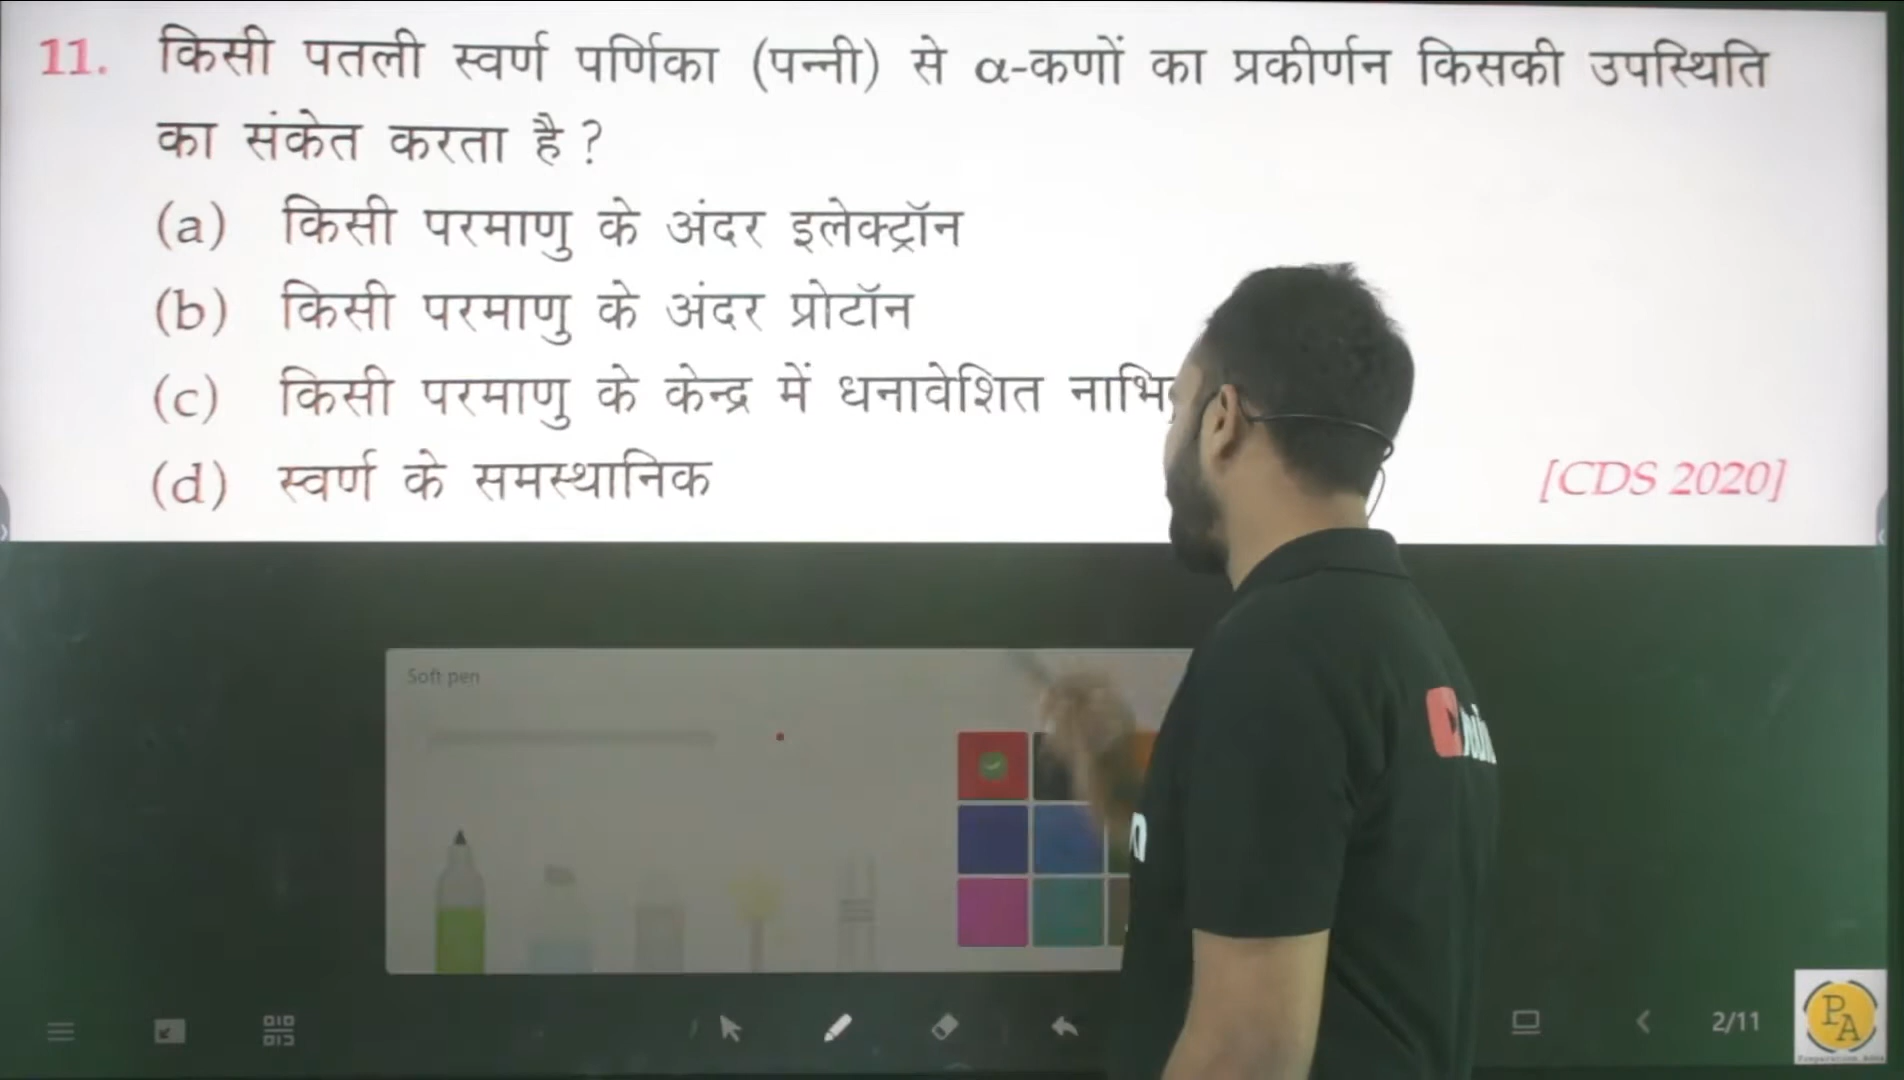 11. किसी पतली स्वर्ण पर्णिका (पन्नी) से α-कणों का प्रकीर्णन किसकी उपस्थिति
का संकेत करता है ?
(a) किसी परमाणु के अंदर इलेक्ट्रॉन
(b) किसी परमाणु के अंदर प्रोटॉन
(c) किसी परमाणु के केन्द्र में धनावेशित
(d) स्वर्ण के समस्थानिक
[CDS 2020]
Soft pen
2/11
PA